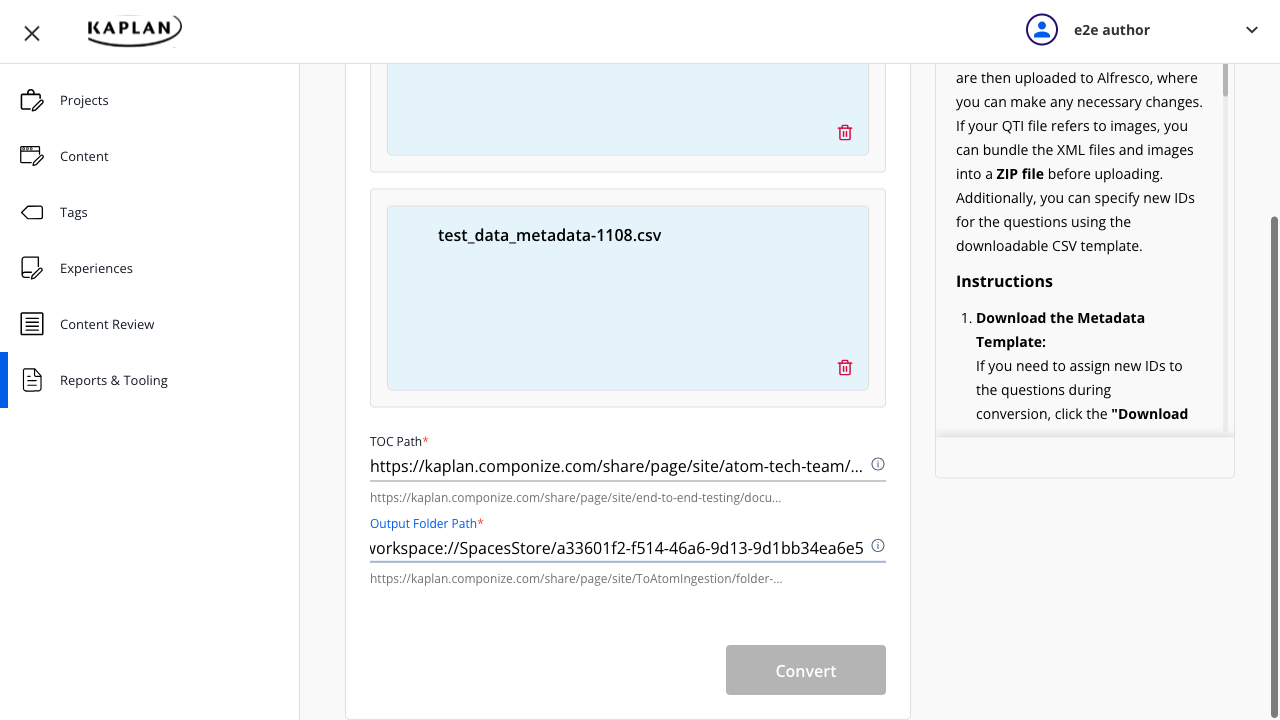 KAPLAN
e2e author
Projects
Content
Tags
Experiences
Content Review
Reports & Tooling
test_data_metadata-1108.csv
TOC Path*
https://kaplan.componize.com/share/page/site/atom-tech-team/...
https://kaplan.componize.com/share/page/site/end-to-end-testing/docu...
Output Folder Path*
workspace://SpacesStore/a33601f2-f514-46a6-9d13-9d1bb34ea6e5
https://kaplan.componize.com/share/page/site/ToAtomIngestion/folder-...
Convert
are then uploaded to Alfresco, where
you can make any necessary changes.
If your QTI file refers to images, you
can bundle the XML files and images
into a ZIP file before uploading.
Additionally, you can specify new IDs
for the questions using the
downloadable CSV template.
Instructions
1. Download the Metadata
Template:
If you need to assign new IDs to
the questions during
conversion, click the "Download